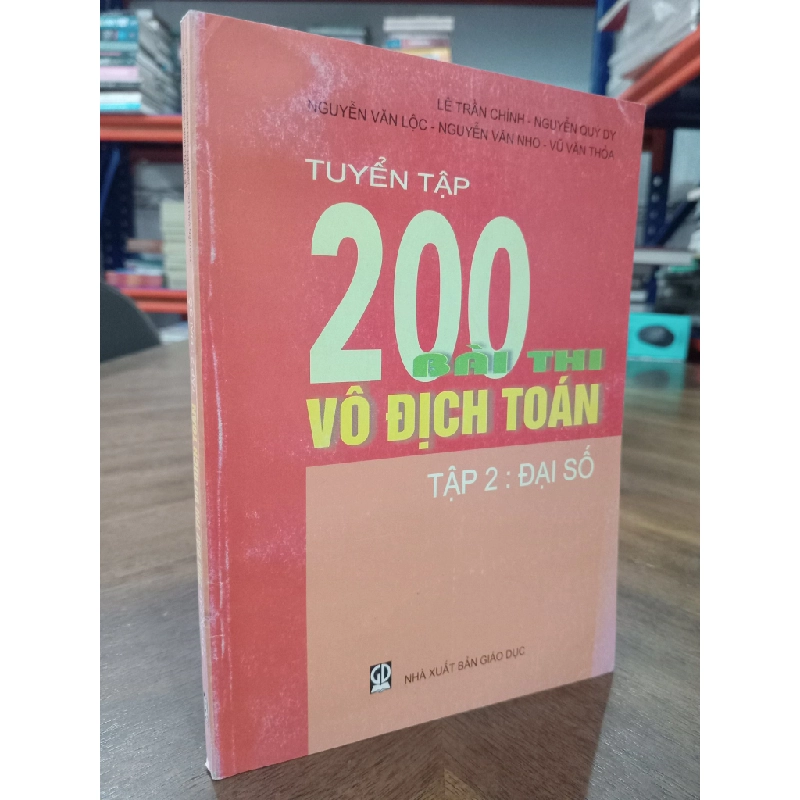 LÊ TRẦN CHÍNH - NGUYỄN QUÝ DY
NGUYỄN VĂN LỘC - NGUYỄN VĂN NHO - VŨ VĂN THỎA
TUYỂN TẬP
200
BÀI THI
VÔ ĐỊCH TOÁN
TẬP 2 : ĐẠI SỐ
GD
NHÀ XUẤT BẢN GIÁO DỤC